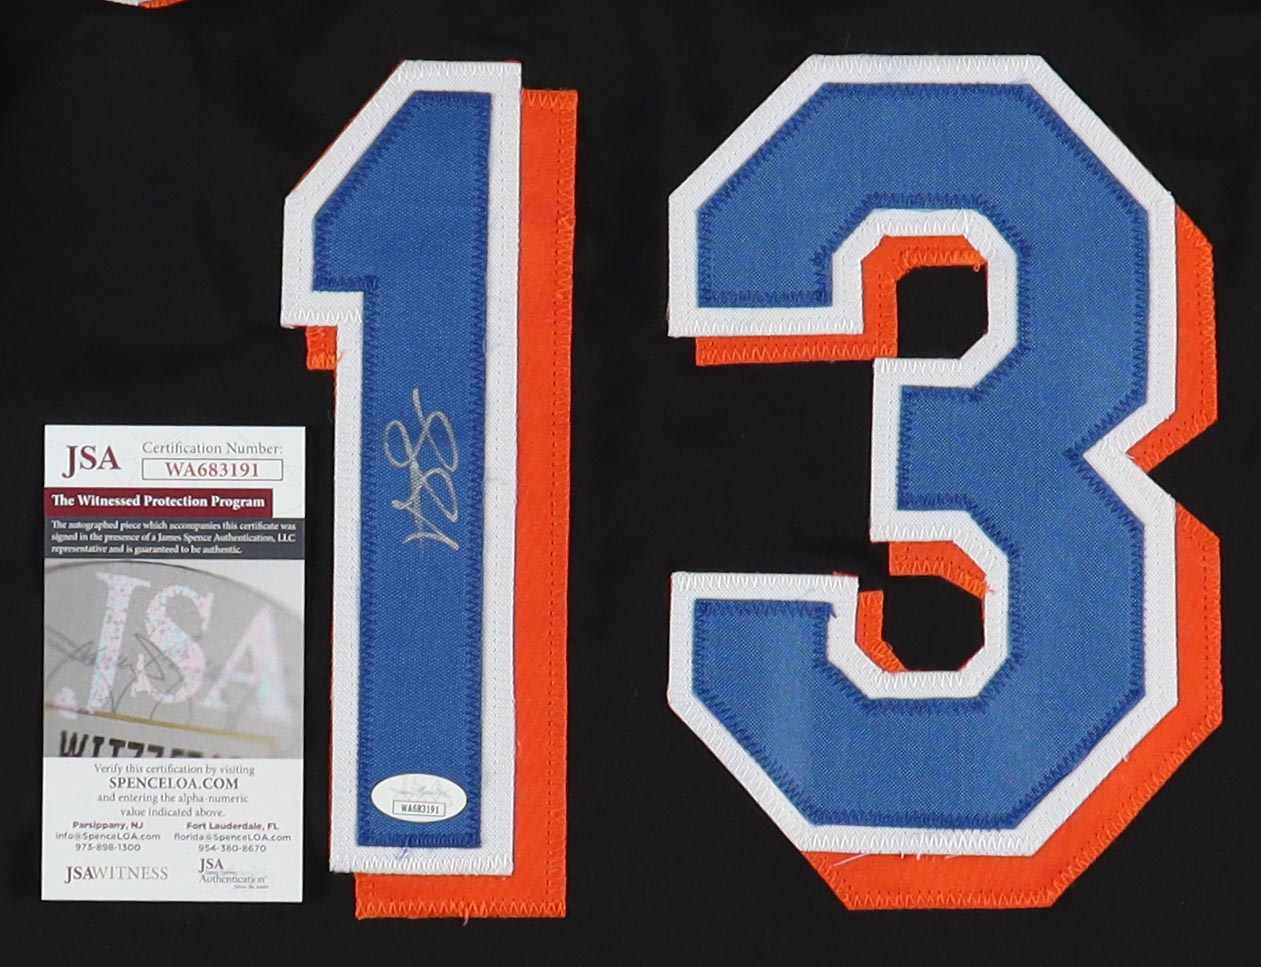 13
JSA
Certification Number:
WA683191
The Witnessed Protection Program
The autographed piece which accompanies this certificate was
signed in the presence of a James Spence Authentication, LLC
representative and is guaranteed to be authentic.
JSA
Verify this certification by visiting
SPENCELOA.COM
and entering the alpha-numeric
value indicated above.
Parsippany, NJ
info@SpenceLOA.com
973-898-1300
Fort Lauderdale, FL
florida@SpenceLOA.com
954-380-8670
JSAWITNESS
JSA
Authentication
WA683191